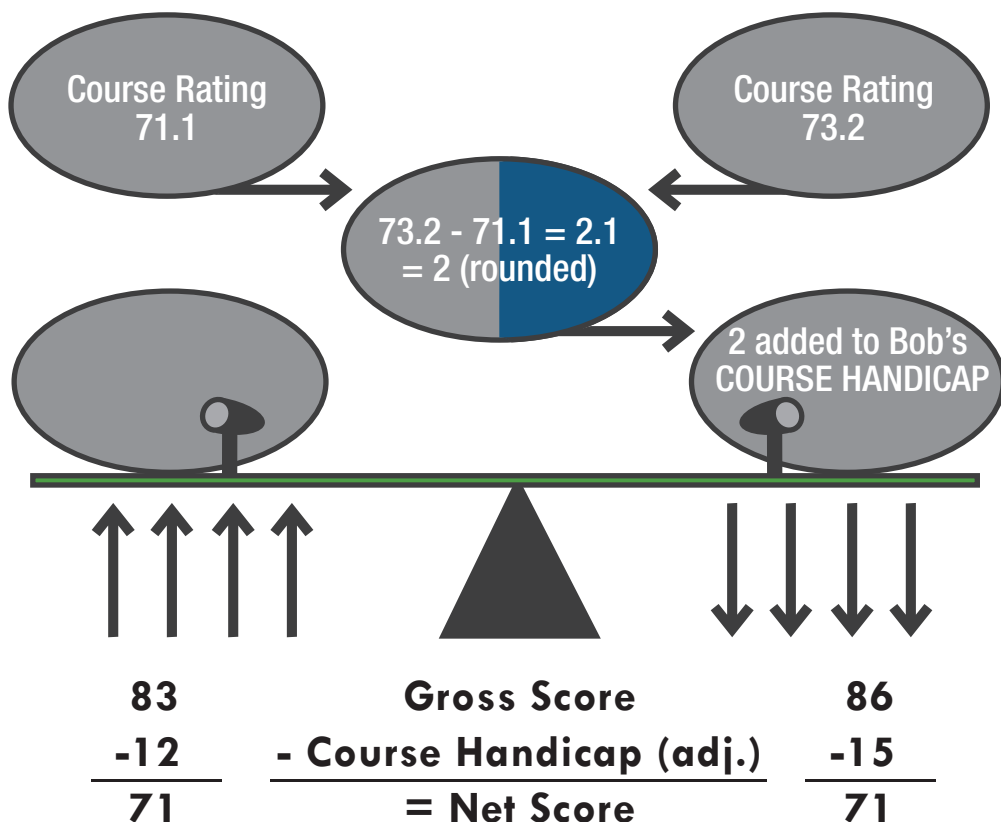 Course Rating
71.1
Course Rating
73.2
73.2 - 71.1 = 2.1
= 2 (rounded)
2 added to Bob's
COURSE HANDICAP
83 Gross Score 86
-12 - Course Handicap (adj.) -15
71 = Net Score 71